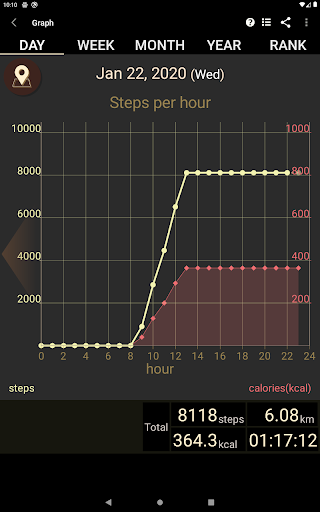 10:10
Graph
DAY WEEK MONTH YEAR RANK
Jan 22, 2020 (Wed)
Steps per hour
10000 1000
8000 800
6000 600
4000 400
2000 200
0 2 4 6 8 10 12 14 16 18 20 22 24
hour
steps calories(kcal)
Total 8118 steps 6.08 km
364.3 kcal 01:17:12